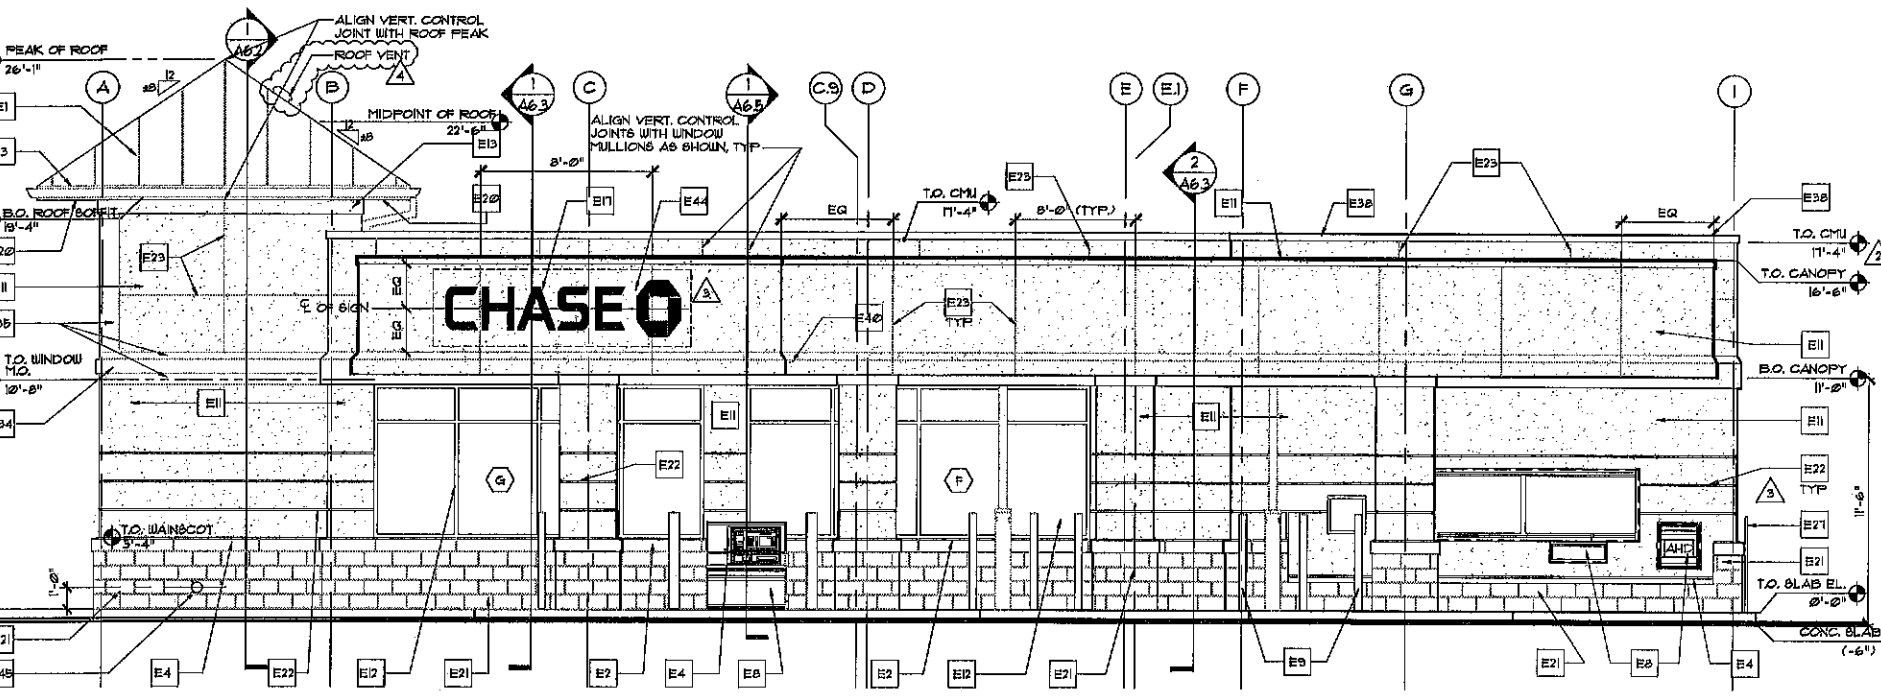 ALIGN VERT. CONTROL
JOINT WITH ROOF PEAK
ROOF VENT
4
1
A6.2
PEAK OF ROOF
26'-1"
12
±8
A
B
1
A6.3
C
1
A6.5
C.9
D
E
E.1
F
G
I
MIDPOINT OF ROOF
22'-6"
12
±8
E13
ALIGN VERT. CONTROL
JOINTS WITH WINDOW
MULLIONS AS SHOWN, TYP
8'-0"
2
A6.3
E23
E23
E20
E17
E44
T.O. CMU
17'-4"
EQ
8'-0" (TYP.)
E11
E38
EQ
E38
B.O. ROOF SOFFIT
19'-4"
E23
T.O. CMU
17'-4"
2
T.O. CANOPY
16'-6"
EQ
℄ OF SIGN
EQ
CHASE
3
E40
E23
TYP
E11
T.O. WINDOW
M.O.
10'-8"
B.O. CANOPY
11'-0"
E11
E11
E11
E11
G
E22
F
E22
TYP
3
11'-6"
T.O. WAINSCOT
3'-4"
E27
AHD
E21
1'-0"
T.O. SLAB EL.
0'-0"
CONC. SLAB
(-6")
E4
E22
E12
E21
E2
E4
E8
E2
E12
E21
E9
E21
E8
E4